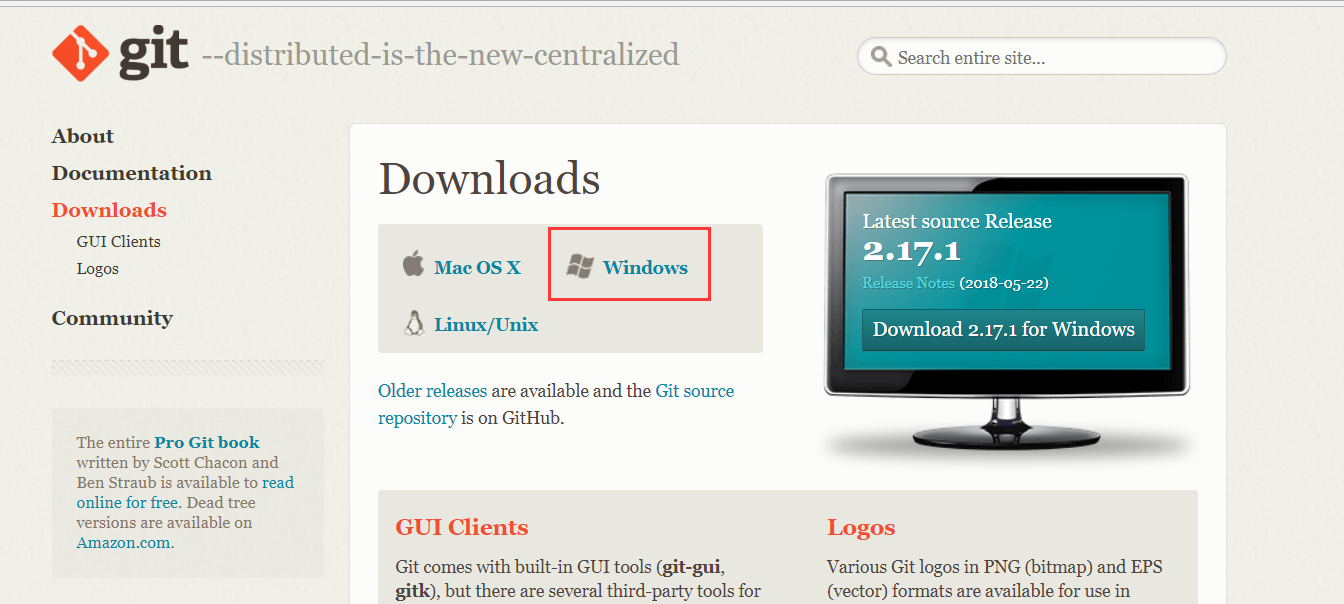 git --distributed-is-the-new-centralized
Search entire site...
About
Documentation
Downloads
GUI Clients
Logos
Community
The entire Pro Git book
written by Scott Chacon and
Ben Straub is available to read
online for free. Dead tree
versions are available on
Amazon.com.
Downloads
Mac OS X
Windows
Linux/Unix
Older releases are available and the Git source
repository is on GitHub.
Latest source Release
2.17.1
Release Notes (2018-05-22)
Download 2.17.1 for Windows
GUI Clients
Git comes with built-in GUI tools (git-gui,
gitk), but there are several third-party tools for
Logos
Various Git logos in PNG (bitmap) and EPS
(vector) formats are available for use in